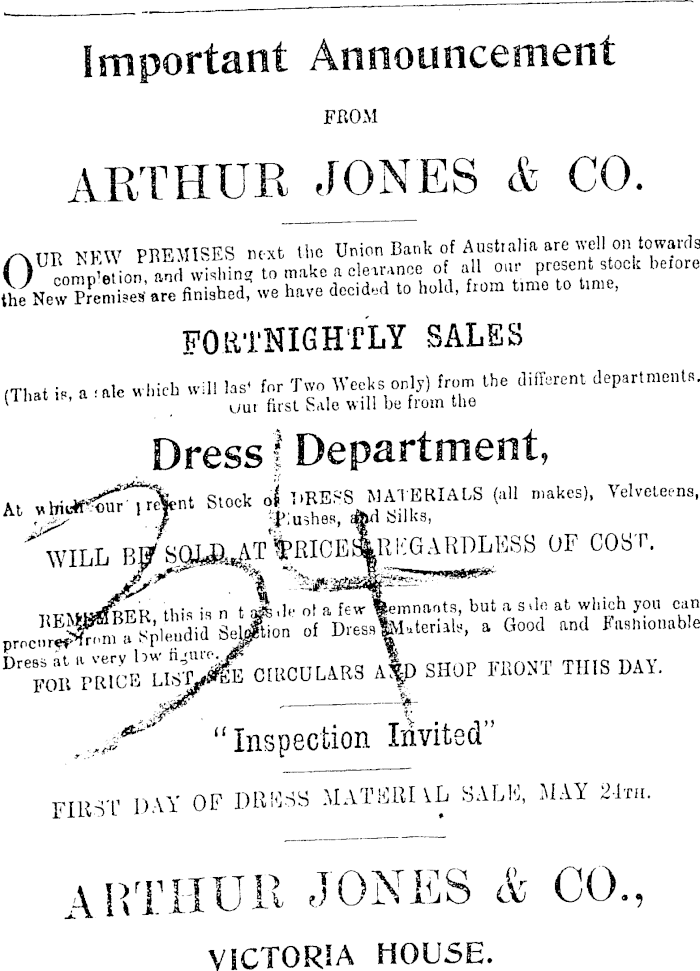 Important Announcement
FROM
ARTHUR JONES & CO.
OUR NEW PREMISES next the Union Bank of Australia are well on towards
completion, and wishing to make a clearance of all our present stock before
the New Premises are finished, we have decided to hold, from time to time,
FORTNIGHTLY SALES
(That is, a sale which will last for Two Weeks only) from the different departments.
Our first Sale will be from the
Dress Department,
At which our present Stock of DRESS MATERIALS (all makes), Velveteens,
Plushes, and Silks,
WILL BE SOLD AT PRICES REGARDLESS OF COST.
REMEMBER, this is not a sale of a few Remnants, but a sale at which you can
procure from a Splendid Selection of Dress Materials, a Good and Fashionable
Dress at a very low figure.
FOR PRICE LIST SEE CIRCULARS AND SHOP FRONT THIS DAY.
"Inspection Invited"
FIRST DAY OF DRESS MATERIAL SALE, MAY 24TH.
ARTHUR JONES & CO.,
VICTORIA HOUSE.
24